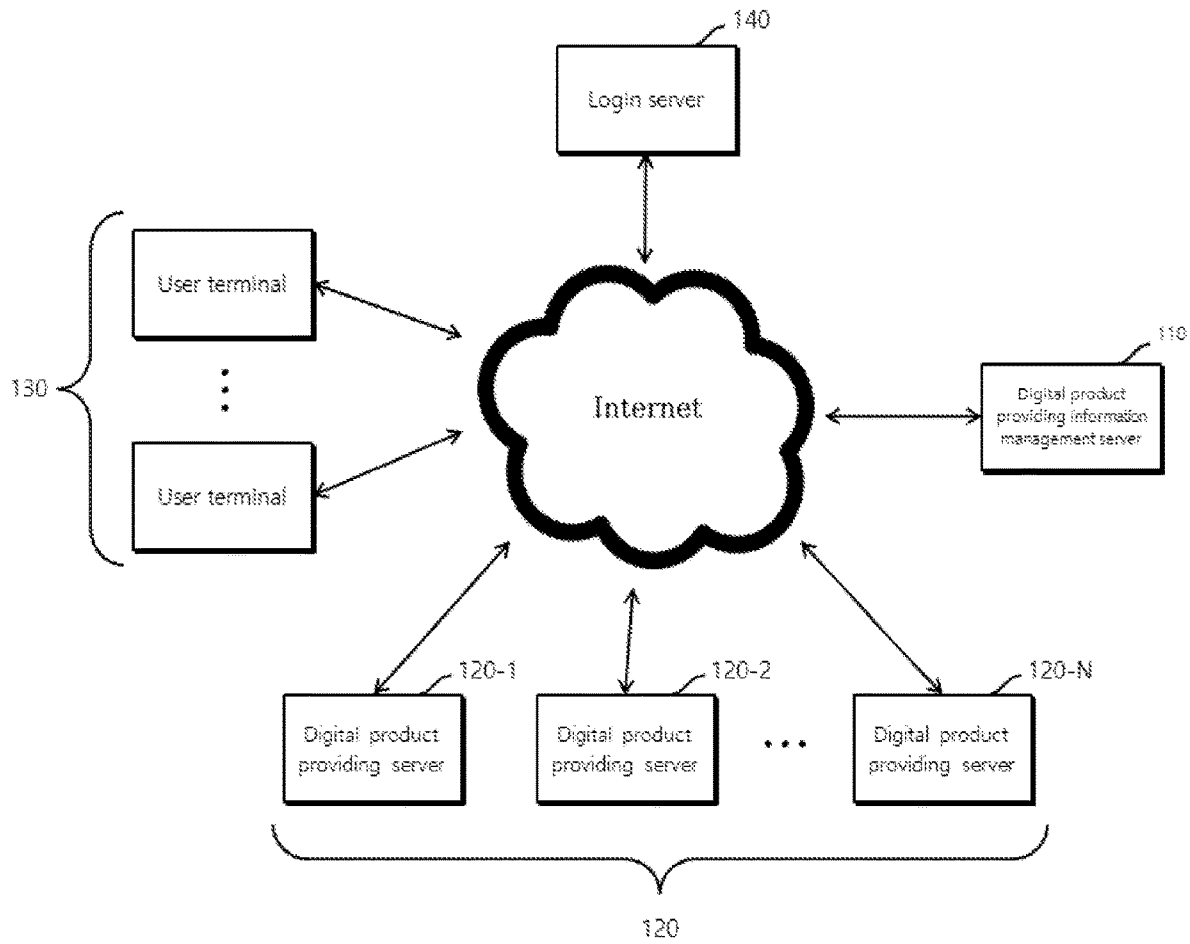 140
Login server
User terminal
130
User terminal
Internet
110
Digital product
providing information
management server
120-1
Digital product
providing server
120-2
Digital product
providing server
120-N
Digital product
providing server
120